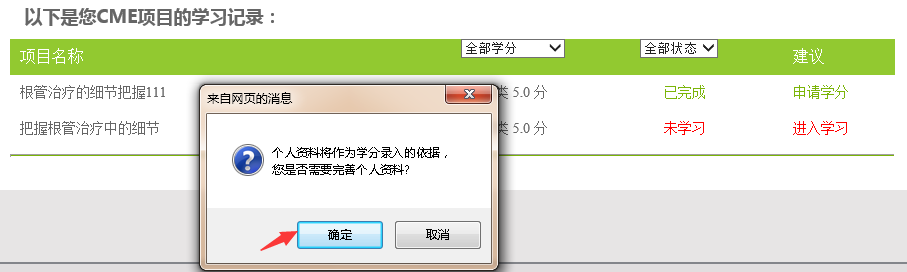 以下是您CME项目的学习记录：
项目名称 全部学分 全部状态 建议
根管治疗的细节把握111 类 5.0 分 已完成 申请学分
把握根管治疗中的细节 类 5.0 分 未学习 进入学习
来自网页的消息
个人资料将作为学分录入的依据，
您是否需要完善个人资料?
确定 取消